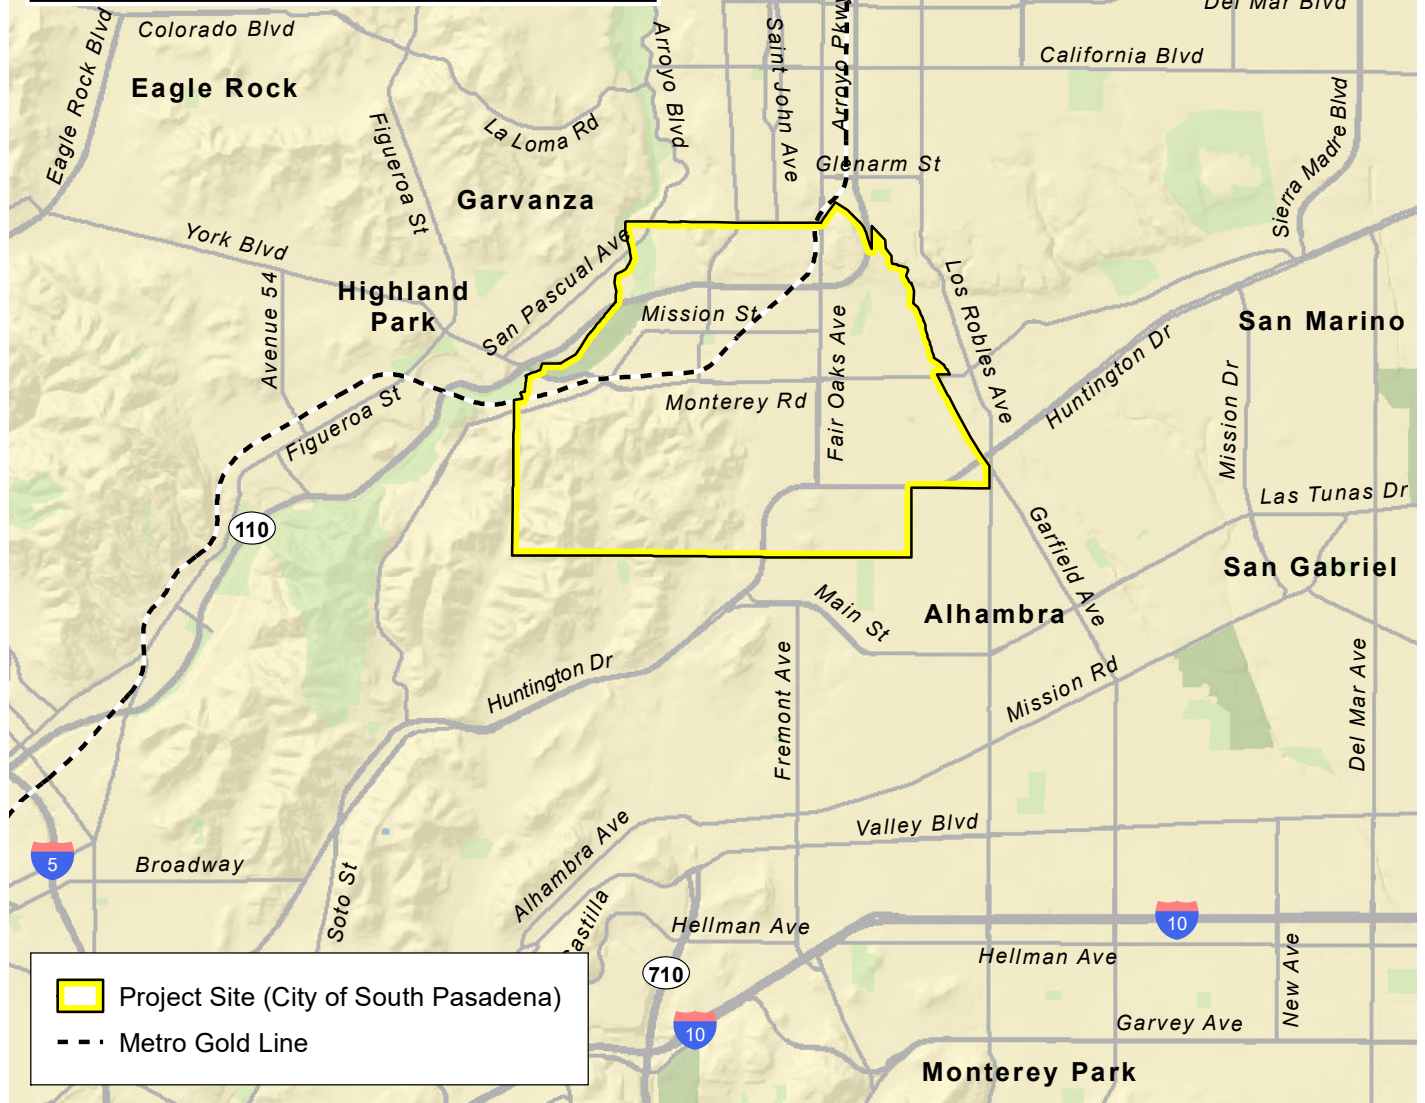 Del Mar Blvd
Colorado Blvd
Eagle Rock Blvd
Eagle Rock
Arroyo Blvd
Saint John Ave
Arroyo Pkwy
California Blvd
Figueroa St
La Loma Rd
Sierra Madre Blvd
Glenarm St
Garvanza
York Blvd
San Pascual Ave
Avenue 54
Highland
Park
Mission St
Los Robles Ave
San Marino
Fair Oaks Ave
Huntington Dr
Mission Dr
Monterey Rd
Figueroa St
Las Tunas Dr
110
Garfield Ave
San Gabriel
Main St
Alhambra
Huntington Dr
Fremont Ave
Mission Rd
Del Mar Ave
Valley Blvd
Alhambra Ave
5
Broadway
Soto St
astilla
Hellman Ave
10
Hellman Ave
New Ave
710
Project Site (City of South Pasadena)
10
Garvey Ave
Metro Gold Line
Monterey Park